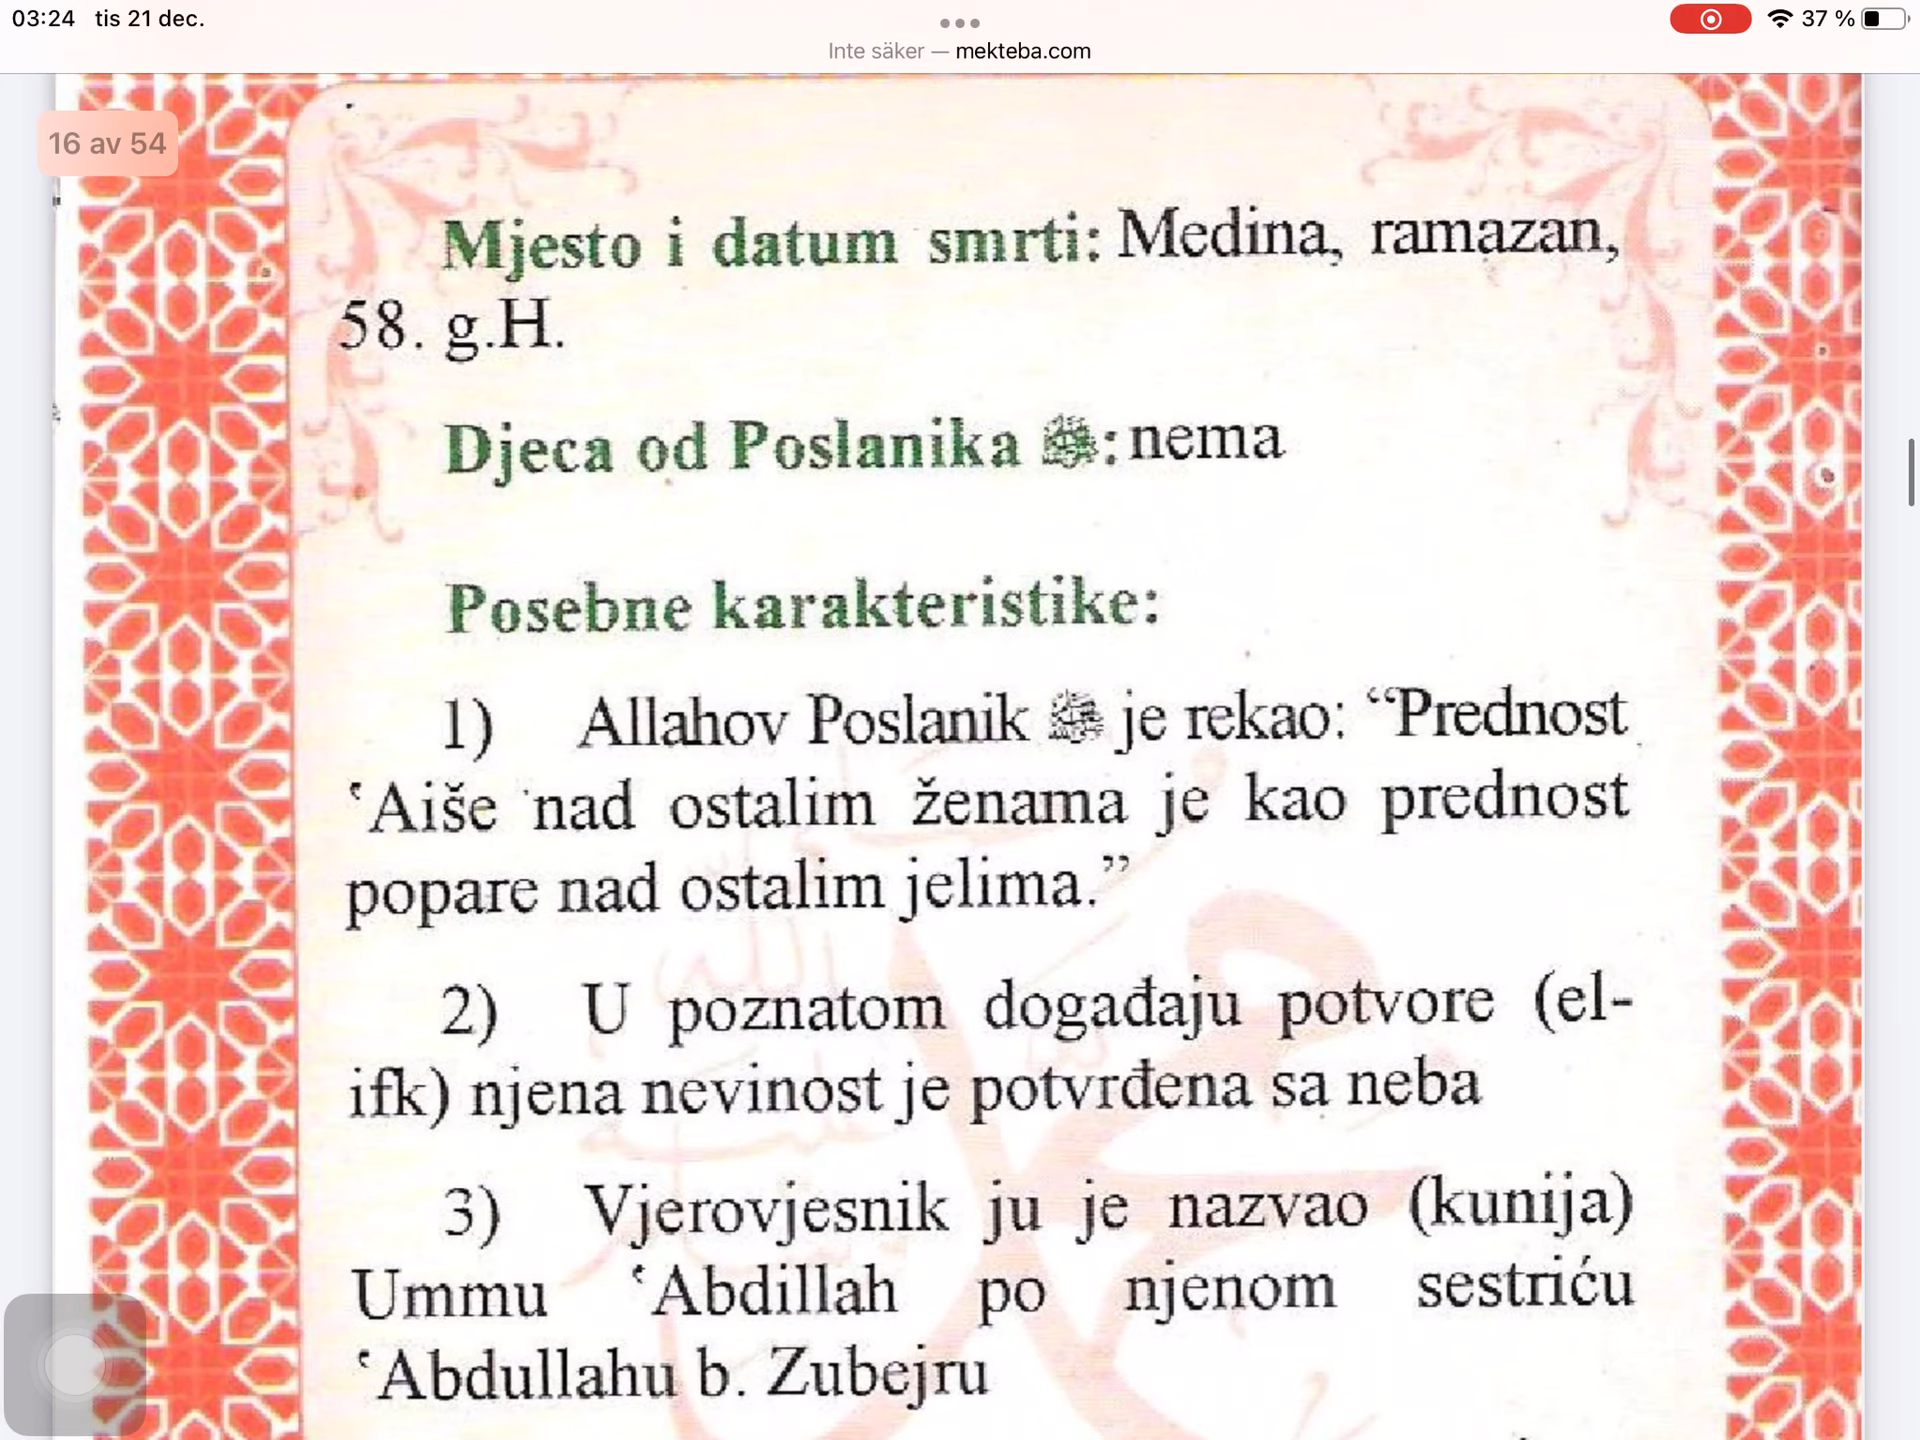 03:24 tis 21 dec.
37 %
Inte säker — mekteba.com
16 av 54
Mjesto i datum smrti: Medina, ramazan,
58. g.H.
Djeca od Poslanika ﷺ: nema
Posebne karakteristike:
1) Allahov Poslanik ﷺ je rekao: “Prednost
‘Aiše nad ostalim ženama je kao prednost
popare nad ostalim jelima.”
2) U poznatom događaju potvore (el-
ifk) njena nevinost je potvrđena sa neba
3) Vjerovjesnik ju je nazvao (kunija)
Ummu ‘Abdillah po njenom sestriću
‘Abdullahu b. Zubejru